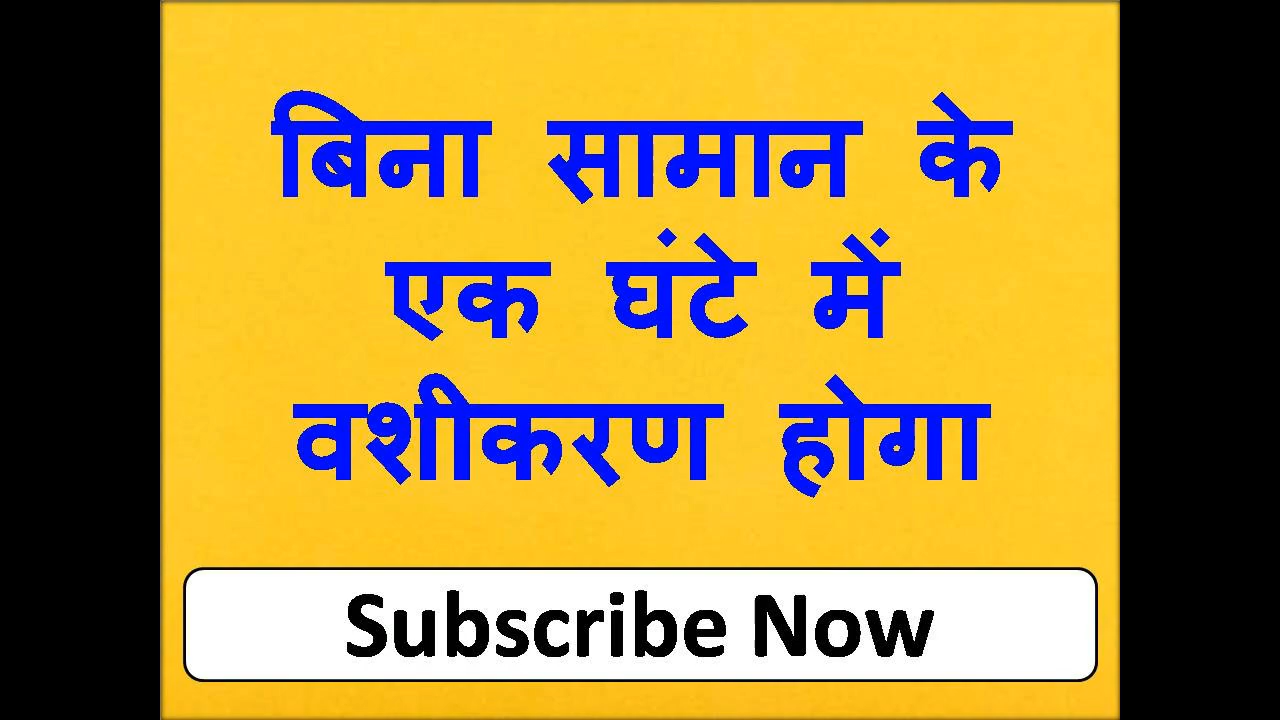 बिना सामान के
एक घंटे में
वशीकरण होगा
Subscribe Now